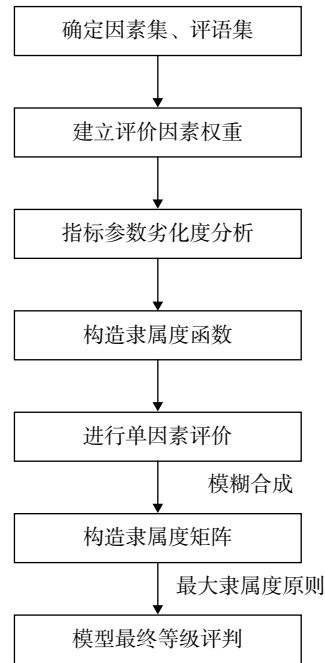 确定因素集、评语集
建立评价因素权重
指标参数劣化度分析
构造隶属度函数
进行单因素评价
模糊合成
构造隶属度矩阵
最大隶属度原则
模型最终等级评判